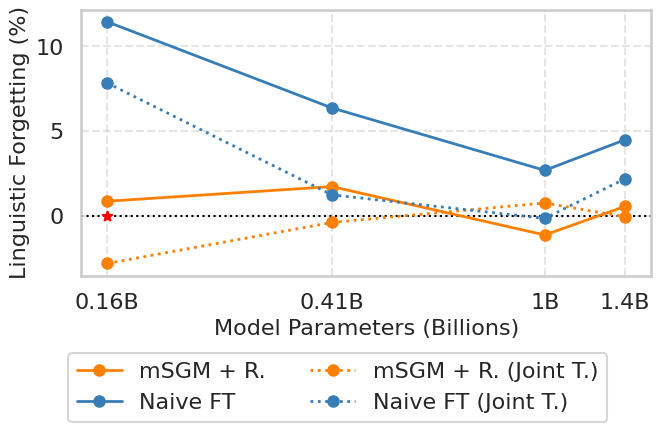 Linguistic Forgetting (%)
10
5
0
0.16B 0.41B 1B 1.4B
Model Parameters (Billions)
mSGM + R. mSGM + R. (Joint T.)
Naive FT Naive FT (Joint T.)